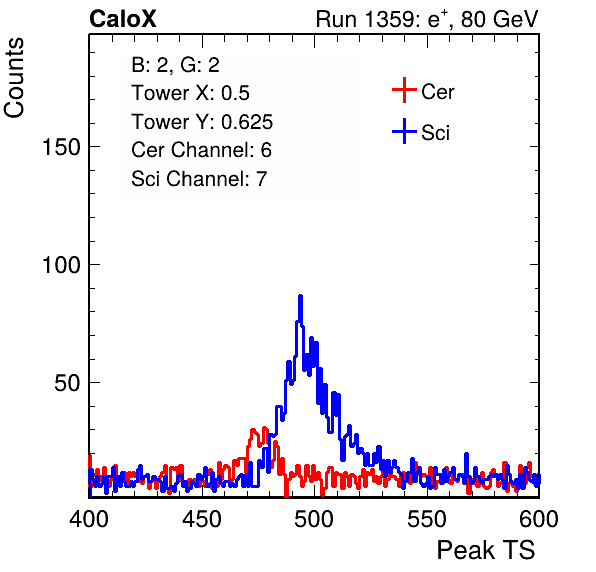 CaloX
Run 1359: e+, 80 GeV
Counts
B: 2, G: 2
Tower X: 0.5
Tower Y: 0.625
Cer Channel: 6
Sci Channel: 7
Cer
Sci
150
100
50
400 450 500 550 600
Peak TS